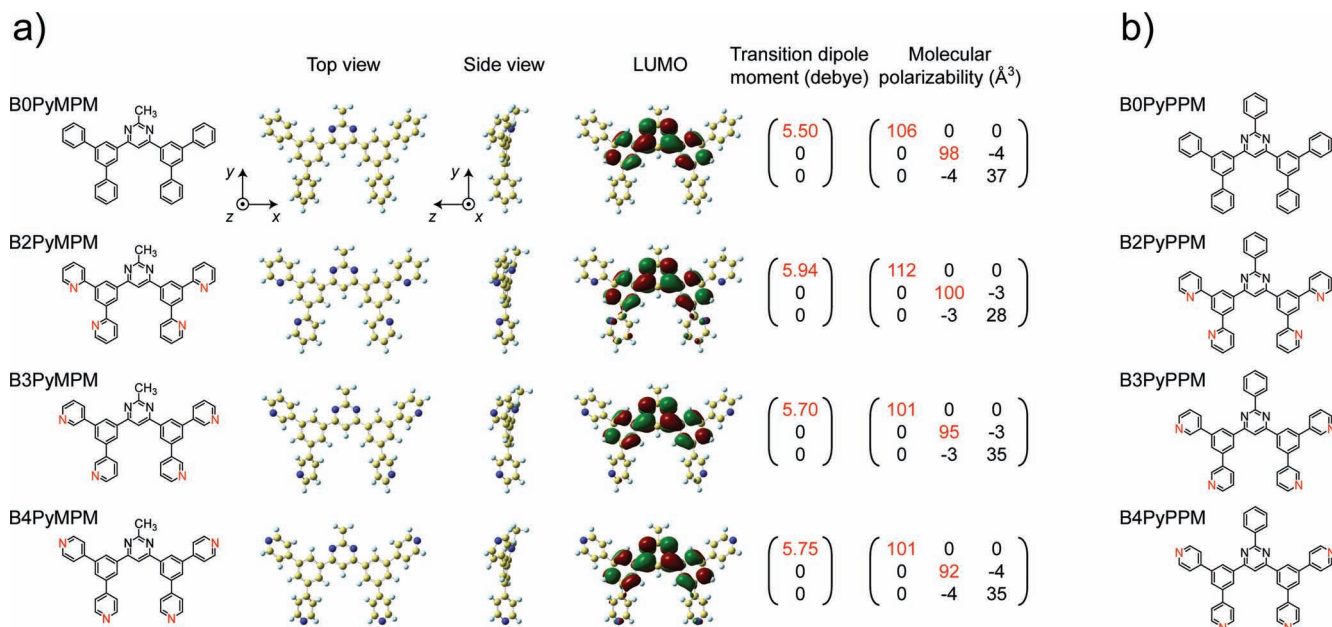 a)
Top view
Side view
LUMO
Transition dipole
moment (debye)
Molecular
polarizability (Å³)
B0PyMPM
CH₃
N N
y
z x
y
z x
5.50
0
0
106 0 0
0 98 -4
0 -4 37
B2PyMPM
CH₃
N N
N N
N N
5.94
0
0
112 0 0
0 100 -3
0 -3 28
B3PyMPM
CH₃
N N
N N
N N
5.70
0
0
101 0 0
0 95 -3
0 -3 35
B4PyMPM
CH₃
N N N N
N N
5.75
0
0
101 0 0
0 92 -4
0 -4 35
b)
B0PyPPM
N N
B2PyPPM
N N
N N
N N
B3PyPPM
N N
N N
N N
B4PyPPM
N N N N
N N